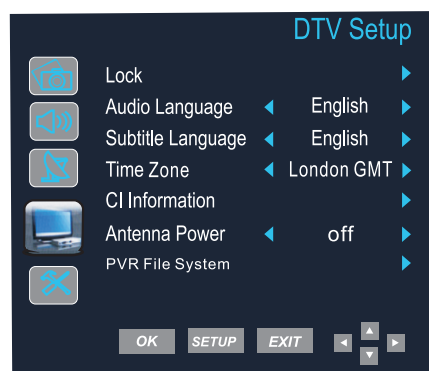 DTV Setup
Lock
Audio Language English
Subtitle Language English
Time Zone London GMT
CI Information
Antenna Power off
PVR File System
OK SETUP EXIT